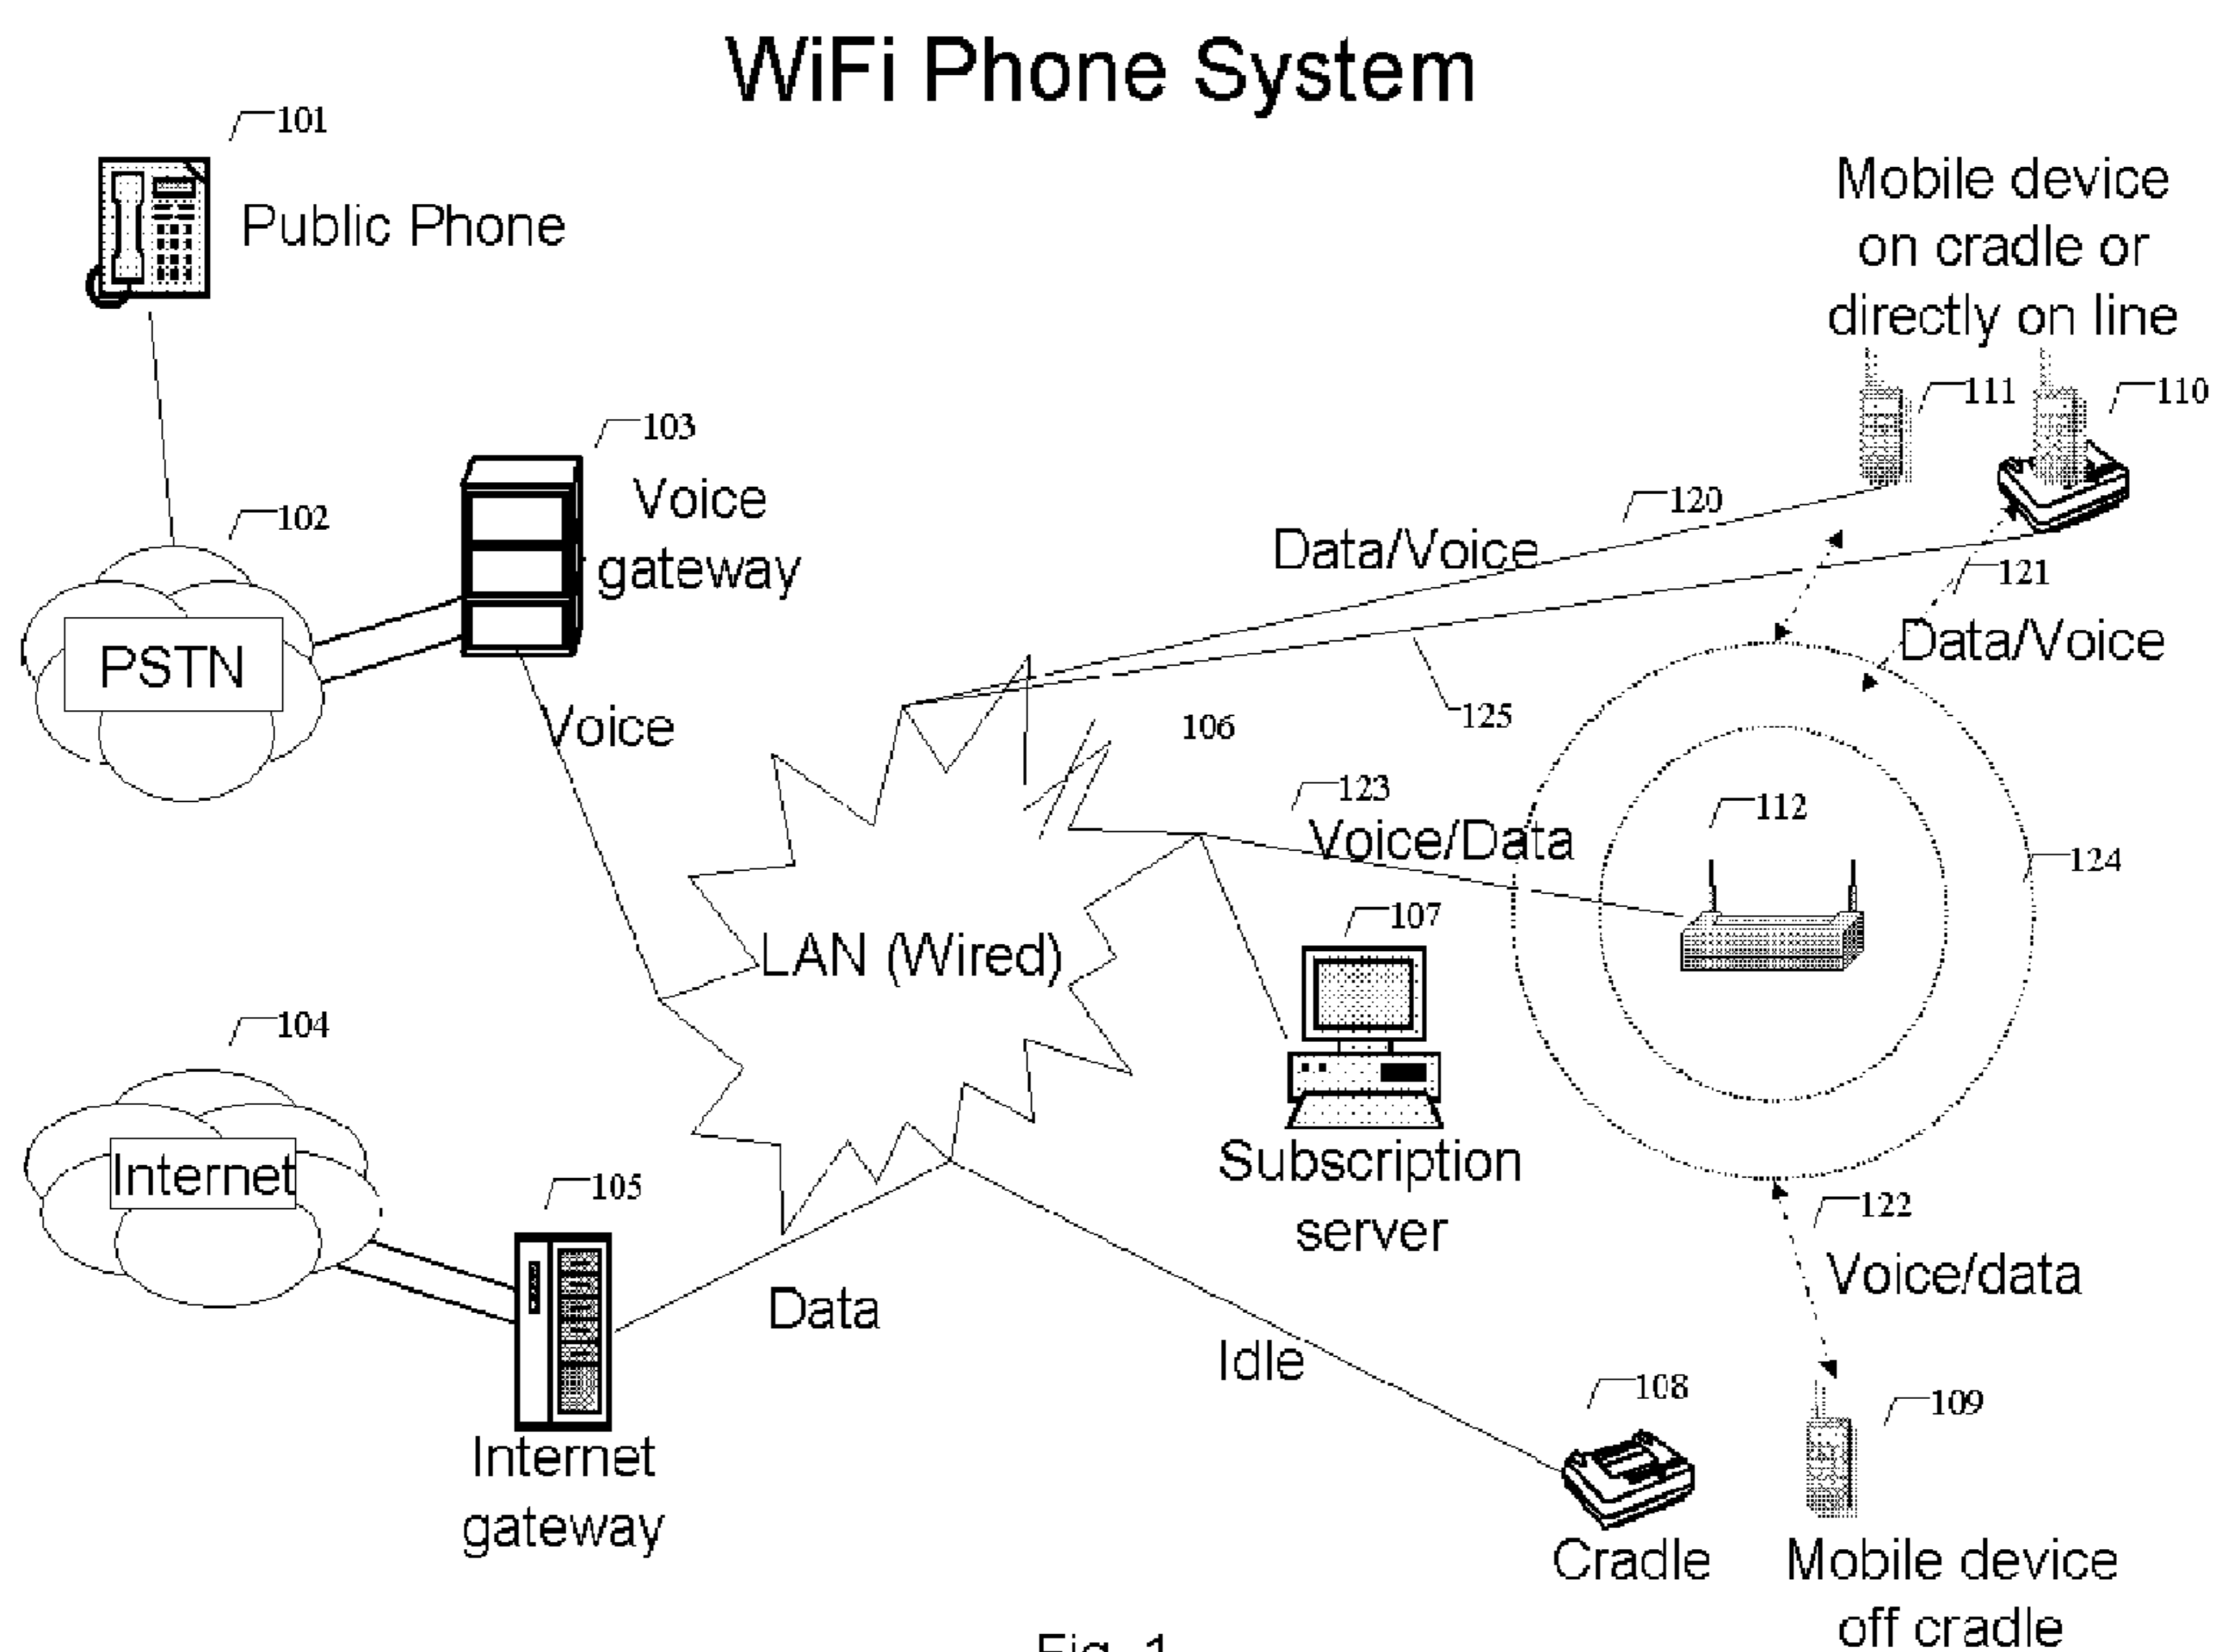 WiFi Phone System
101
Public Phone
Mobile device
on cradle or
directly on line
111
110
103
Voice
gateway
102
PSTN
Voice
120
Data/Voice
121
Data/Voice
125
106
123
Voice/Data
112
124
LAN (Wired)
107
Subscription
server
104
Internet
105
Internet
gateway
Data
Idle
122
Voice/data
108
Cradle
109
Mobile device
off cradle
Fig. 1